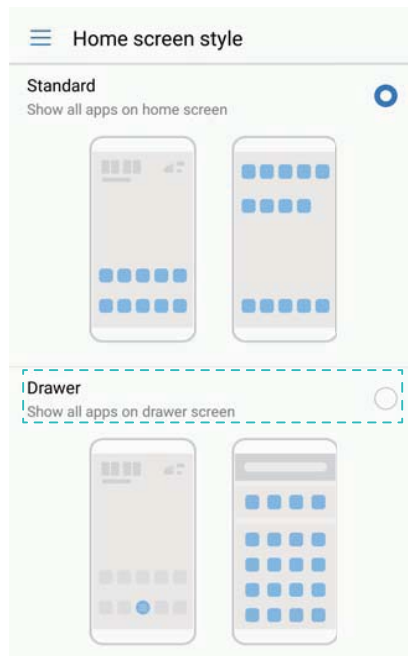 Home screen style
Standard
Show all apps on home screen
Drawer
Show all apps on drawer screen